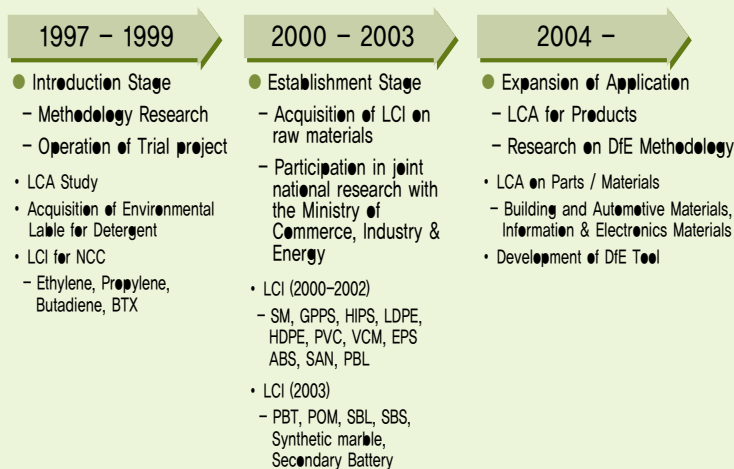 1997 - 1999
● Introduction Stage
- Methodology Research
- Operation of Trial project
• LCA Study
• Acquisition of Environmental
Lable for Detergent
• LCI for NCC
- Ethylene, Propylene,
Butadiene, BTX
2000 - 2003
● Establishment Stage
- Acquisition of LCI on
raw materials
- Participation in joint
national research with
the Ministry of
Commerce, Industry &
Energy
• LCI (2000-2002)
- SM, GPPS, HIPS, LDPE,
HDPE, PVC, VCM, EPS
ABS, SAN, PBL
• LCI (2003)
- PBT, POM, SBL, SBS,
Synthetic marble,
Secondary Battery
2004 -
● Expansion of Application
- LCA for Products
- Research on DfE Methodology
• LCA on Parts / Materials
- Building and Automotive Materials,
Information & Electronics Materials
• Development of DfE Tool